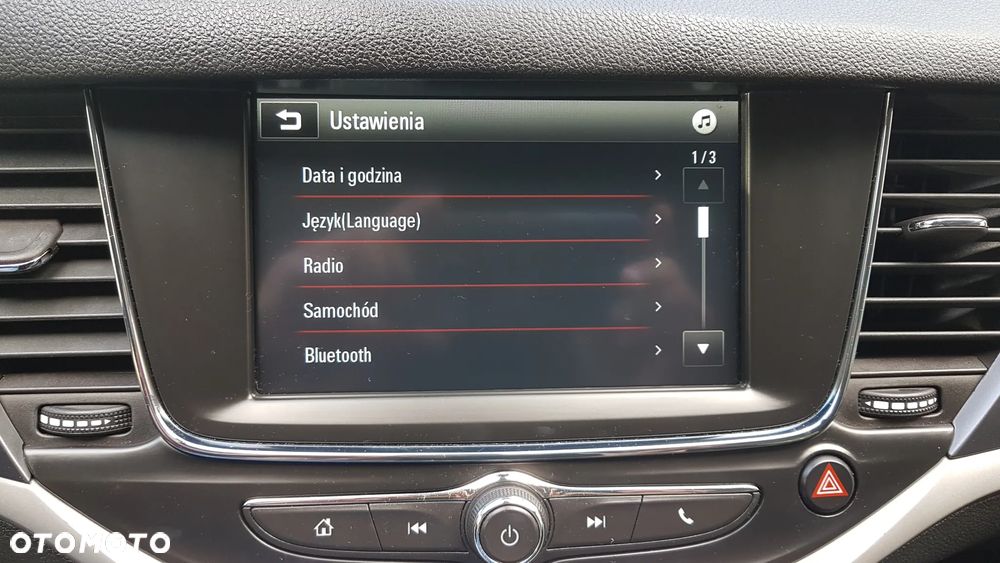 Ustawienia
1/3
Data i godzina
Język(Language)
Radio
Samochód
Bluetooth
OTOMOTO